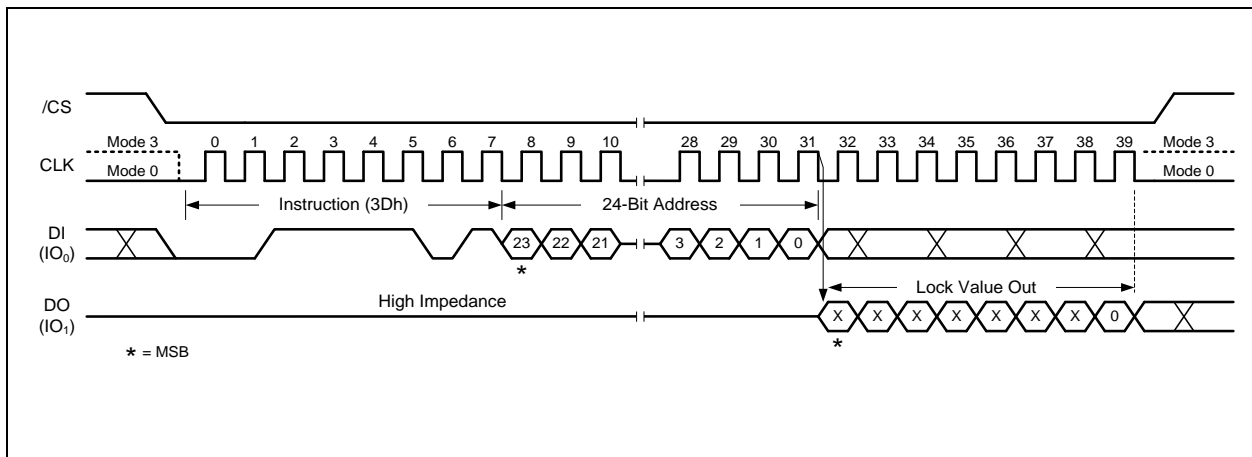 /CS
Mode 3 0 1 2 3 4 5 6 7 8 9 10 28 29 30 31 32 33 34 35 36 37 38 39 Mode 3
CLK
Mode 0 Mode 0
Instruction (3Dh) 24-Bit Address
DI
(IO₀)
23 22 21 3 2 1 0
*
Lock Value Out
High Impedance
DO
(IO₁)
X X X X X X X 0
* = MSB *